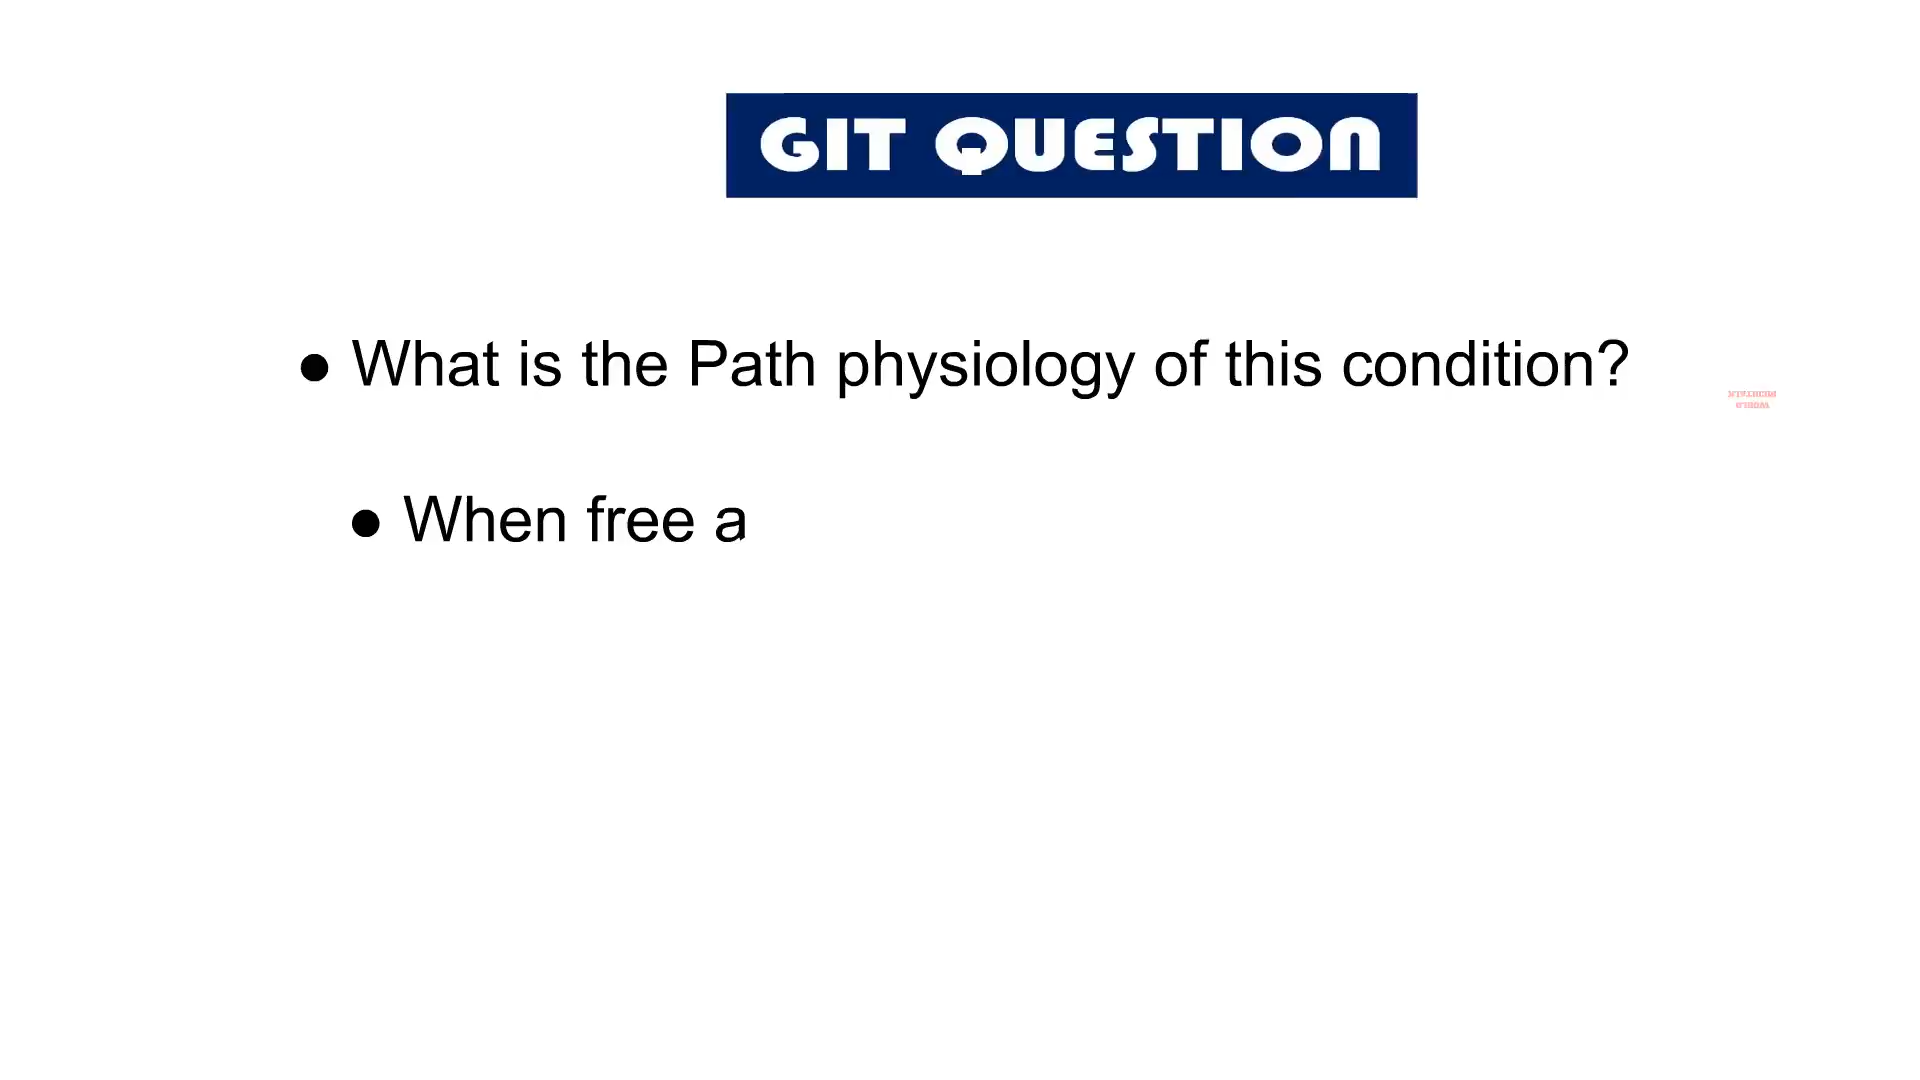 GIT QUESTION
● What is the Path physiology of this condition?
● When free a